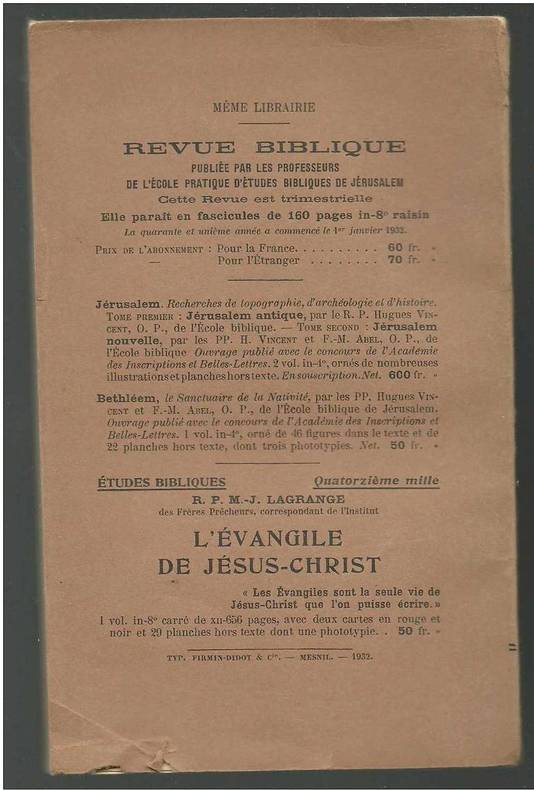 MÊME LIBRAIRIE
REVUE BIBLIQUE
PUBLIÉE PAR LES PROFESSEURS
DE L'ÉCOLE PRATIQUE D'ÉTUDES BIBLIQUES DE JÉRUSALEM
Cette Revue est trimestrielle
Elle paraît en fascicules de 160 pages in-8º raisin
La quarante et unième année a commencé le 1er janvier 1932.
PRIX DE L'ABONNEMENT : Pour la France. . . . . . . . . . 60 fr. »
— Pour l'Étranger . . . . . . . . 70 fr. »
Jérusalem. Recherches de topographie, d'archéologie et d'histoire.
TOME PREMIER : Jérusalem antique, par le R. P. Hugues VIN-
CENT, O. P., de l'École biblique. — TOME SECOND : Jérusalem
nouvelle, par les PP. H. VINCENT et F.-M. ABEL, O. P., de
l'École biblique Ouvrage publié avec le concours de l'Académie
des Inscriptions et Belles-Lettres. 2 vol. in-4º, ornés de nombreuses
illustrations et planches hors texte. En souscription. Net. 600 fr. »
Bethléem, le Sanctuaire de la Nativité, par les PP. Hugues VIN-
CENT et F.-M. ABEL, O. P., de l'École biblique de Jérusalem.
Ouvrage publié avec le concours de l'Académie des Inscriptions et
Belles-Lettres. 1 vol. in-4º, orné de 46 figures dans le texte et de
22 planches hors texte, dont trois phototypies. Net. 50 fr. »
ÉTUDES BIBLIQUES Quatorzième mille
R. P. M.-J. LAGRANGE
des Frères Prêcheurs, correspondant de l'Institut
L'ÉVANGILE
DE JÉSUS-CHRIST
« Les Évangiles sont la seule vie de
Jésus-Christ que l'on puisse écrire. »
1 vol. in-8º carré de XII-656 pages, avec deux cartes en rouge et
noir et 29 planches hors texte dont une phototypie. . 50 fr. »
TYP. FIRMIN-DIDOT & Cie. — MESNIL. — 1932.